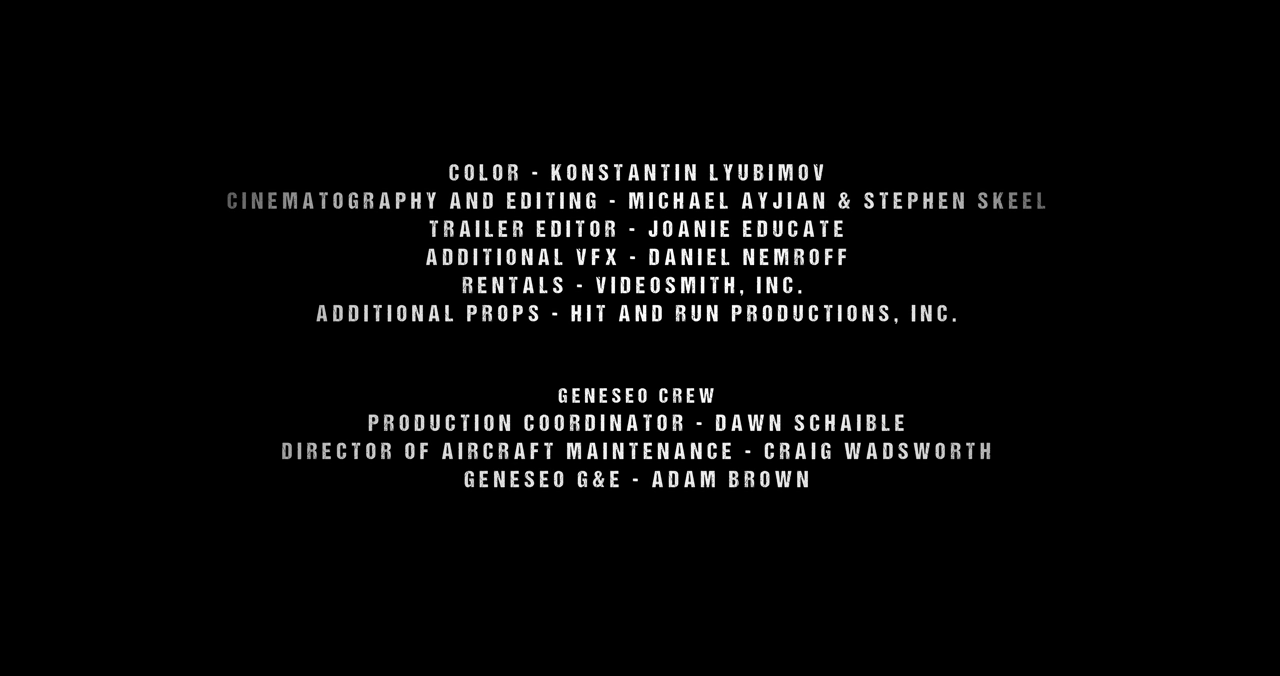 COLOR - KONSTANTIN LYUBIMOV
CINEMATOGRAPHY AND EDITING - MICHAEL AYJIAN & STEPHEN SKEEL
TRAILER EDITOR - JOANIE EDUCATE
ADDITIONAL VFX - DANIEL NEMROFF
RENTALS - VIDEOSMITH, INC.
ADDITIONAL PROPS - HIT AND RUN PRODUCTIONS, INC.
GENESEO CREW
PRODUCTION COORDINATOR - DAWN SCHAIBLE
DIRECTOR OF AIRCRAFT MAINTENANCE - CRAIG WADSWORTH
GENESEO G&E - ADAM BROWN